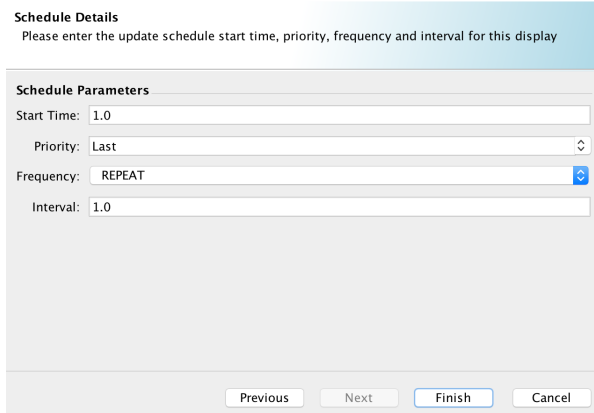 Schedule Details
Please enter the update schedule start time, priority, frequency and interval for this display
Schedule Parameters
Start Time: 1.0
Priority: Last
Frequency: REPEAT
Interval: 1.0
Previous Next Finish Cancel